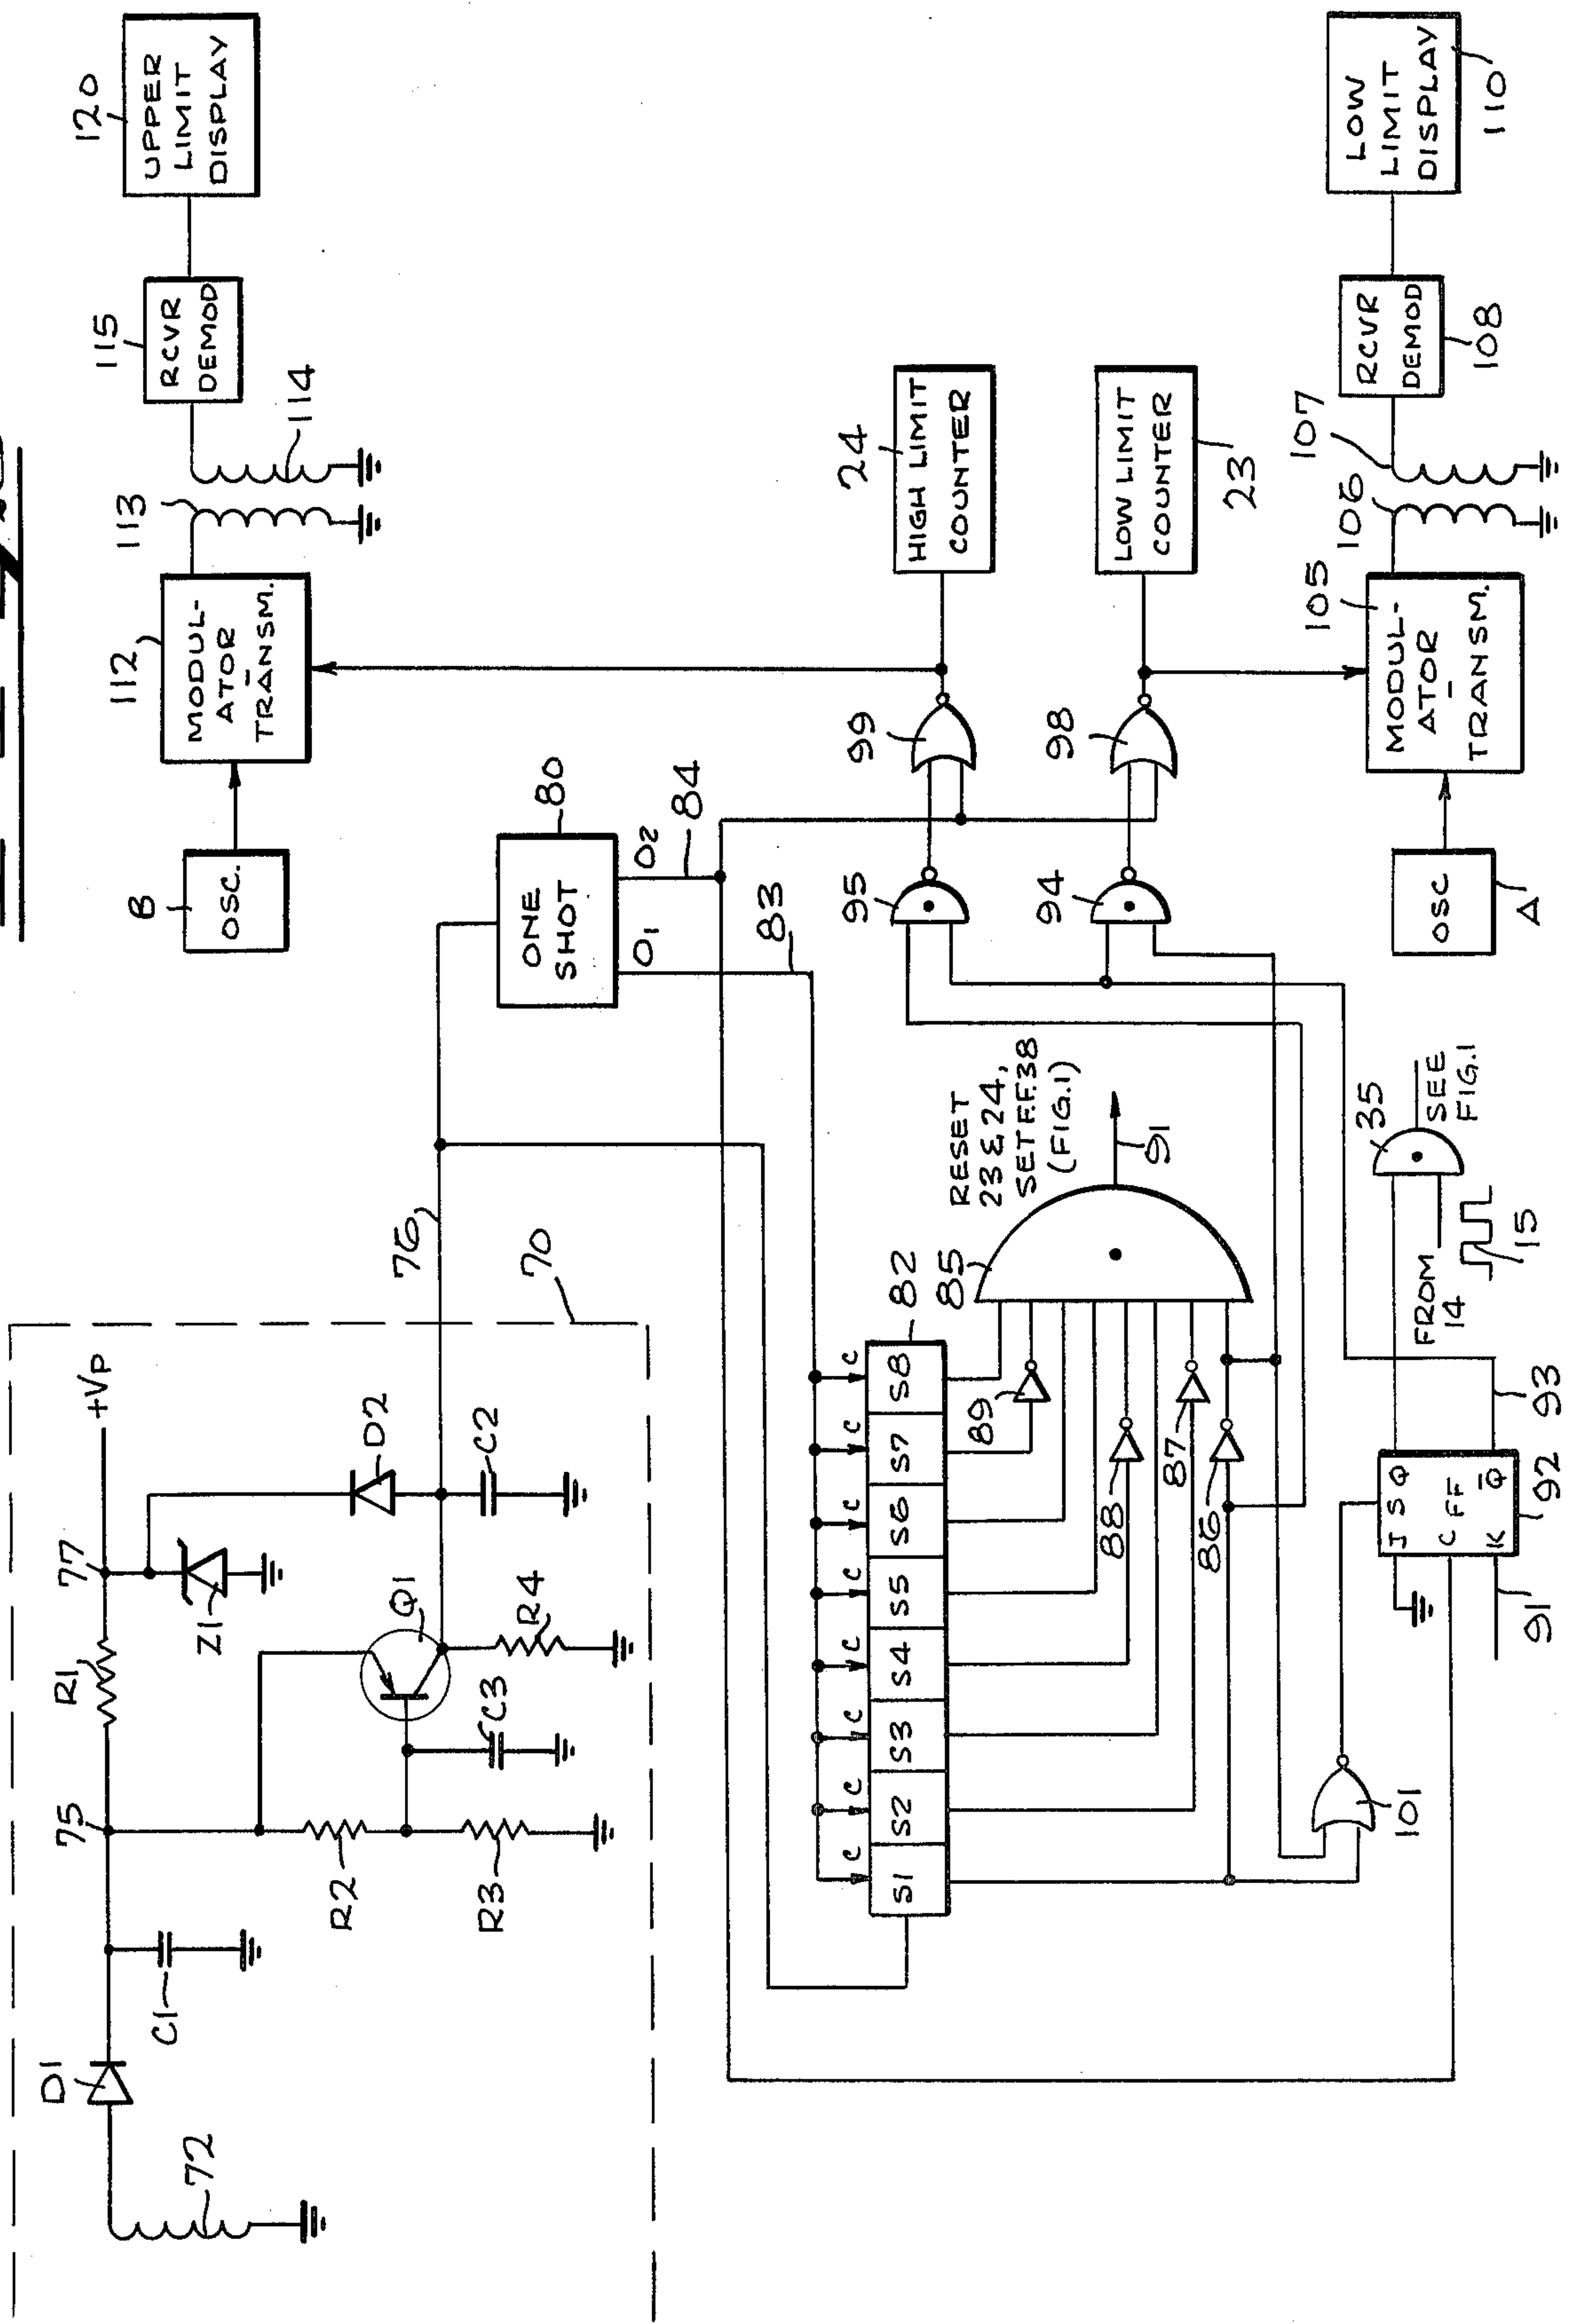 120
UPPER
LIMIT
DISPLAY
115
RCVR
DEMOD
114
113
112
MODUL-
ATOR
-
TRANSM.
B
OSC.
LOW
LIMIT
DISPLAY
110
RCVR
DEMOD
108
107
106
105
MODUL-
ATOR
-
TRANSM.
OSC
A
24
HIGH LIMIT
COUNTER
LOW LIMIT
COUNTER
23
99
98
95
94
80
ONE
SHOT
O1
O2
83
84
70
76
77
+VP
R1
Z1
D2
C2
Q1
R4
C3
75
R2
R3
C1
D1
72
82
C C C C C C C C
S1 S2 S3 S4 S5 S6 S7 S8
85
89
88
87
86
RESET
23 & 24,
SET F.F. 38
(FIG.1)
91
35
SEE
FIG.1
FROM
14
15
93
J S Q
C FF
K Q̅
92
91
101